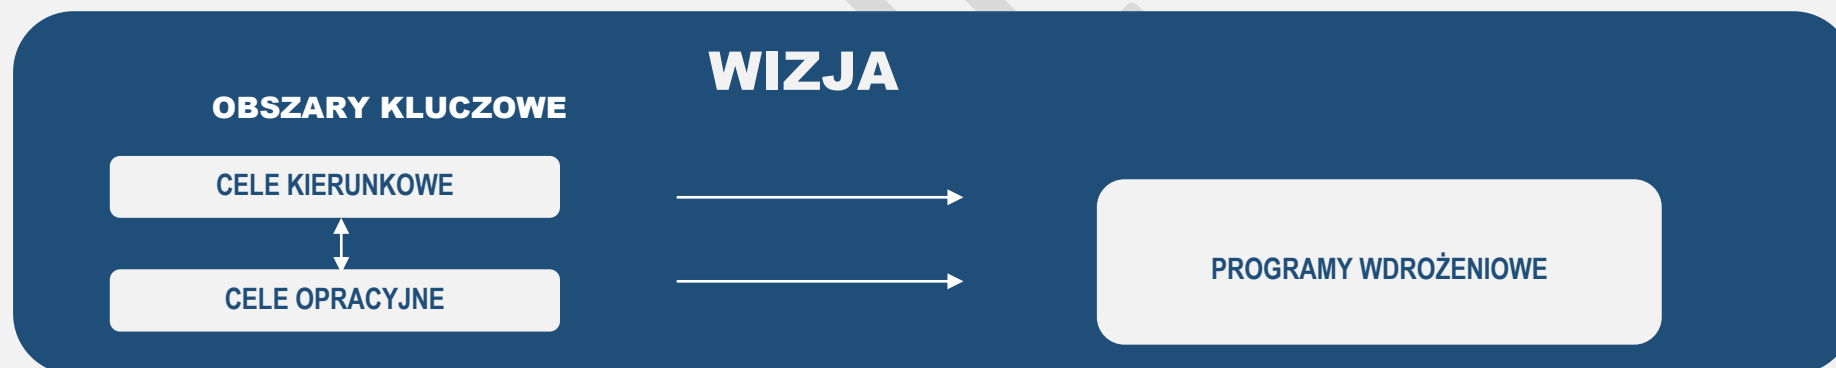 WIZJA
OBSZARY KLUCZOWE
CELE KIERUNKOWE
CELE OPRACYJNE
PROGRAMY WDROŻENIOWE